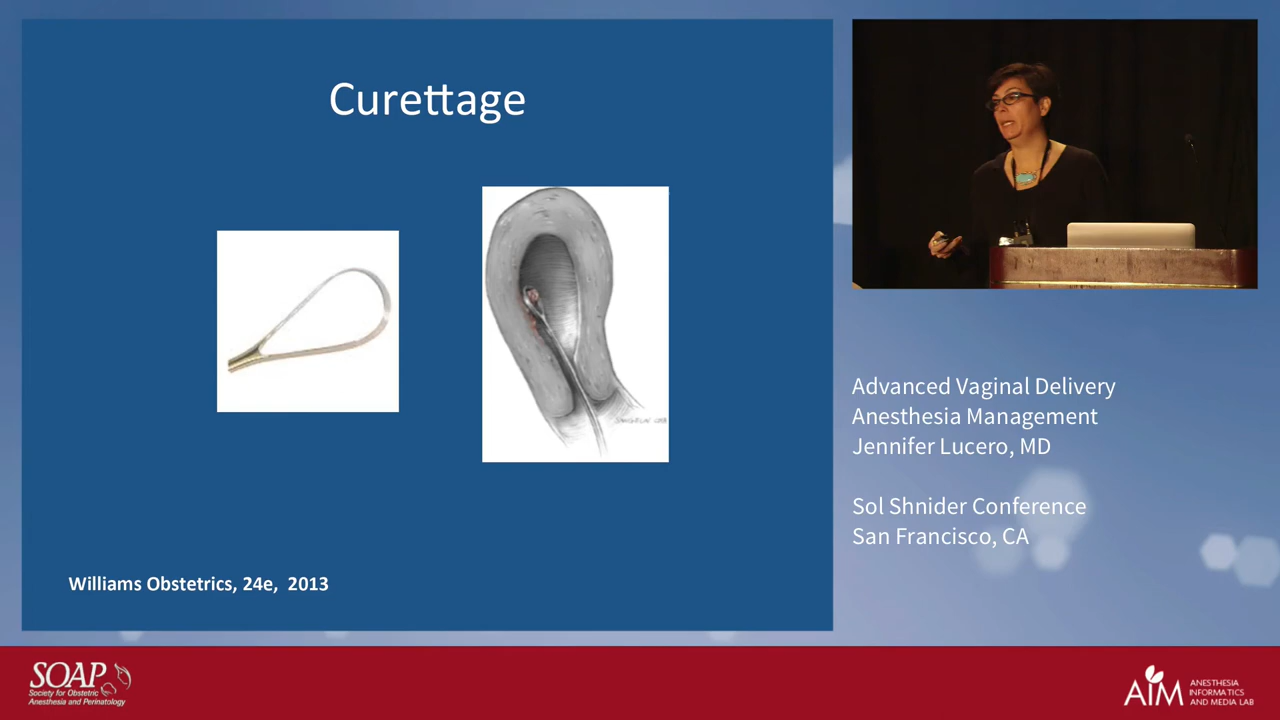 Curettage
Williams Obstetrics, 24e, 2013
Advanced Vaginal Delivery
Anesthesia Management
Jennifer Lucero, MD
Sol Shnider Conference
San Francisco, CA
SOAP
Society for Obstetric
Anesthesia and Perinatology
AIM
ANESTHESIA
INFORMATICS
AND MEDIA LAB